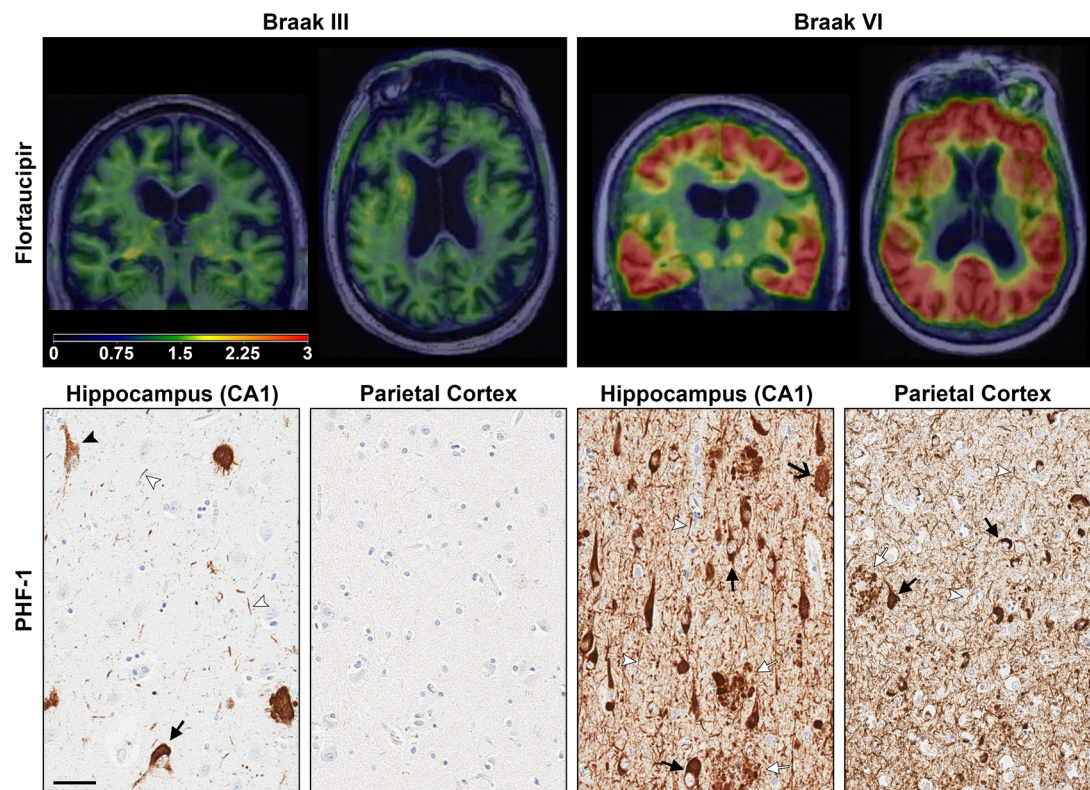 Braak III
Braak VI
Flortaucipir
0 0.75 1.5 2.25 3
Hippocampus (CA1)
Parietal Cortex
Hippocampus (CA1)
Parietal Cortex
PHF-1